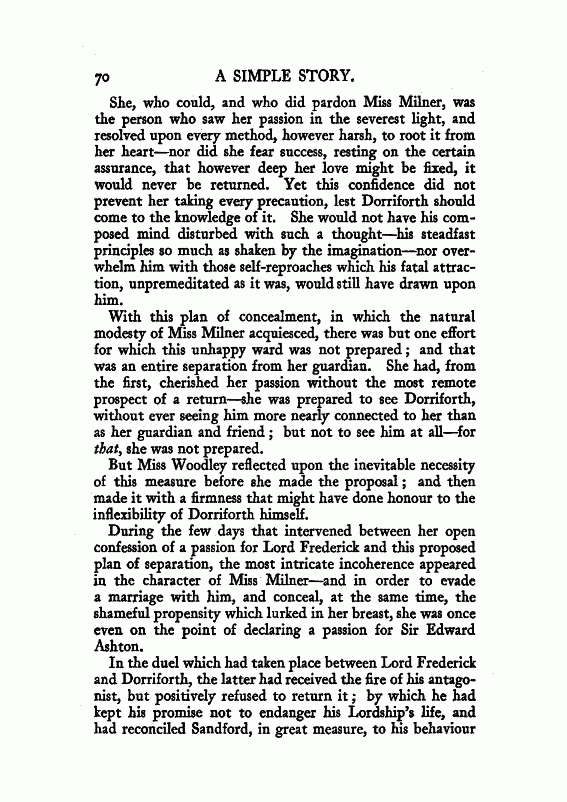 70 A SIMPLE STORY.
She, who could, and who did pardon Miss Milner, was
the person who saw her passion in the severest light, and
resolved upon every method, however harsh, to root it from
her heart—nor did she fear success, resting on the certain
assurance, that however deep her love might be fixed, it
would never be returned. Yet this confidence did not
prevent her taking every precaution, lest Dorriforth should
come to the knowledge of it. She would not have his com-
posed mind disturbed with such a thought—his steadfast
principles so much as shaken by the imagination—nor over-
whelm him with those self-reproaches which his fatal attrac-
tion, unpremeditated as it was, would still have drawn upon
him.
With this plan of concealment, in which the natural
modesty of Miss Milner acquiesced, there was but one effort
for which this unhappy ward was not prepared; and that
was an entire separation from her guardian. She had, from
the first, cherished her passion without the most remote
prospect of a return—she was prepared to see Dorriforth,
without ever seeing him more nearly connected to her than
as her guardian and friend; but not to see him at all—for
that, she was not prepared.
But Miss Woodley reflected upon the inevitable necessity
of this measure before she made the proposal; and then
made it with a firmness that might have done honour to the
inflexibility of Dorriforth himself.
During the few days that intervened between her open
confession of a passion for Lord Frederick and this proposed
plan of separation, the most intricate incoherence appeared
in the character of Miss Milner—and in order to evade
a marriage with him, and conceal, at the same time, the
shameful propensity which lurked in her breast, she was once
even on the point of declaring a passion for Sir Edward
Ashton.
In the duel which had taken place between Lord Frederick
and Dorriforth, the latter had received the fire of his antago-
nist, but positively refused to return it; by which he had
kept his promise not to endanger his Lordship's life, and
had reconciled Sandford, in great measure, to his behaviour